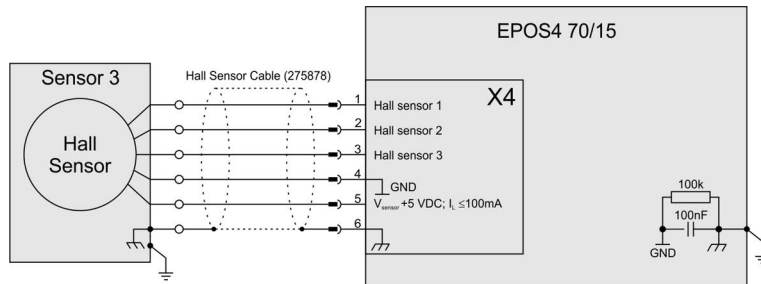 EPOS4 70/15
Sensor 3
Hall Sensor Cable (275878)
X4
Hall
Sensor
1
Hall sensor 1
2
Hall sensor 2
3
Hall sensor 3
4
GND
5
Vsensor +5 VDC; IL ≤100mA
6
100k
100nF
GND